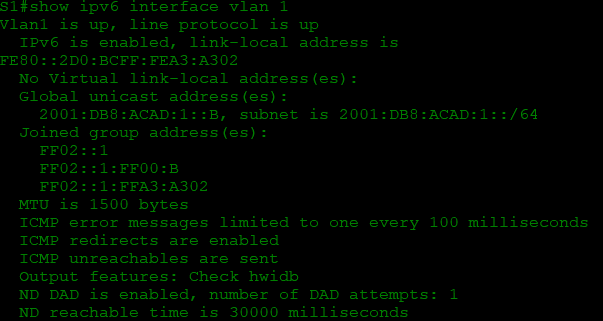 S1#show ipv6 interface vlan 1
Vlan1 is up, line protocol is up
IPv6 is enabled, link-local address is
FE80::2D0:BCFF:FEA3:A302
No Virtual link-local address(es):
Global unicast address(es):
2001:DB8:ACAD:1::B, subnet is 2001:DB8:ACAD:1::/64
Joined group address(es):
FF02::1
FF02::1:FF00:B
FF02::1:FFA3:A302
MTU is 1500 bytes
ICMP error messages limited to one every 100 milliseconds
ICMP redirects are enabled
ICMP unreachables are sent
Output features: Check hwidb
ND DAD is enabled, number of DAD attempts: 1
ND reachable time is 30000 milliseconds